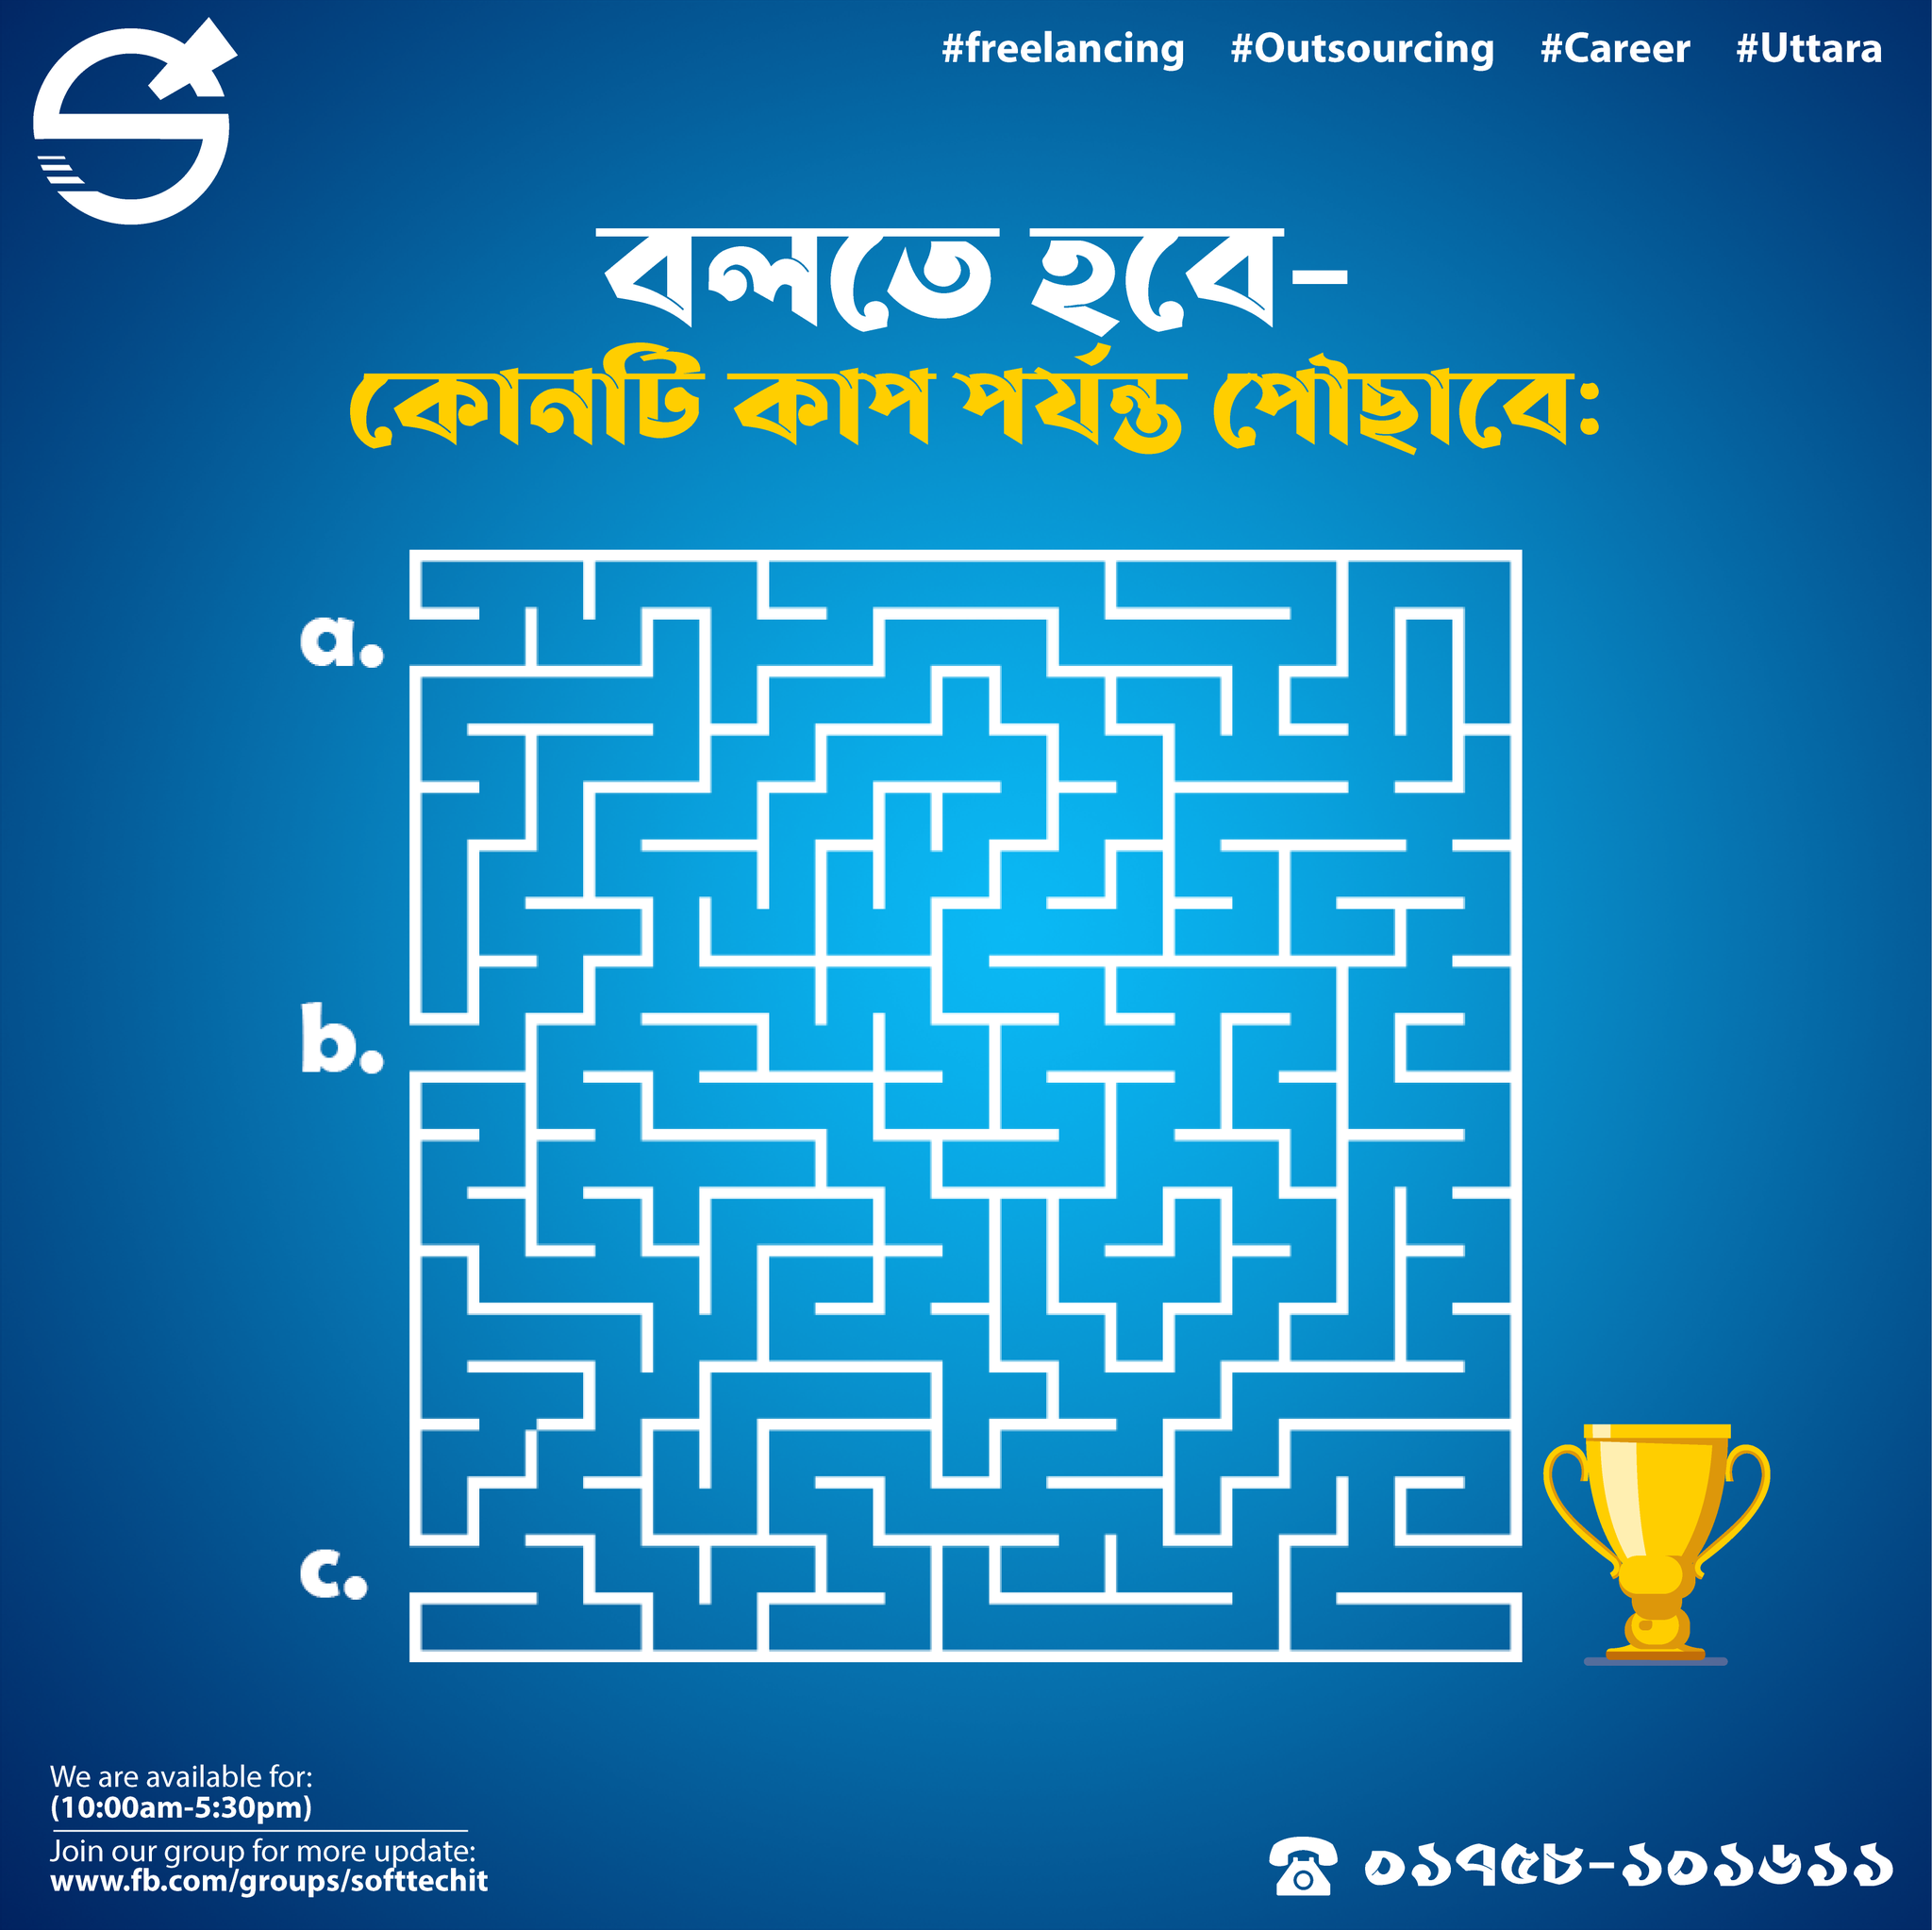 #freelancing #Outsourcing #Career #Uttara
বলতে হবে-
কোনটি কাপ পর্যন্ত পৌছাবে:
a.
b.
c.
We are available for:
(10:00am-5:30pm)
Join our group for more update:
www.fb.com/groups/softtechit
০১৭৫৮-১০১৬১১